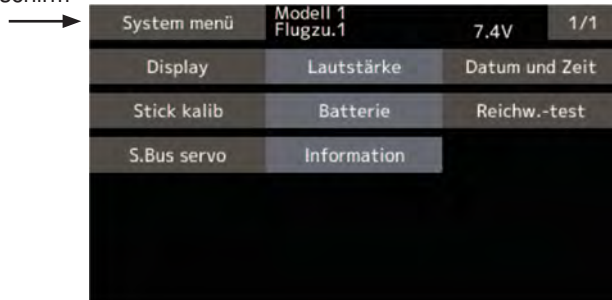 System menü
Modell 1
Flugzu.1
7.4V
1/1
Display
Lautstärke
Datum und Zeit
Stick kalib
Batterie
Reichw.-test
S.Bus servo
Information